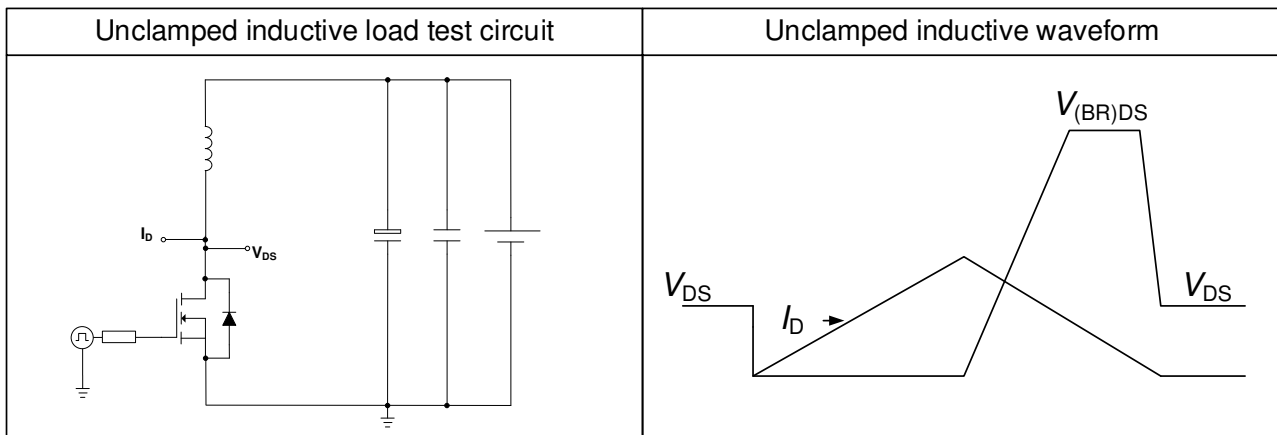 Unclamped inductive load test circuit
Unclamped inductive waveform
V(BR)DS
ID
VDS
VDS
VDS
ID